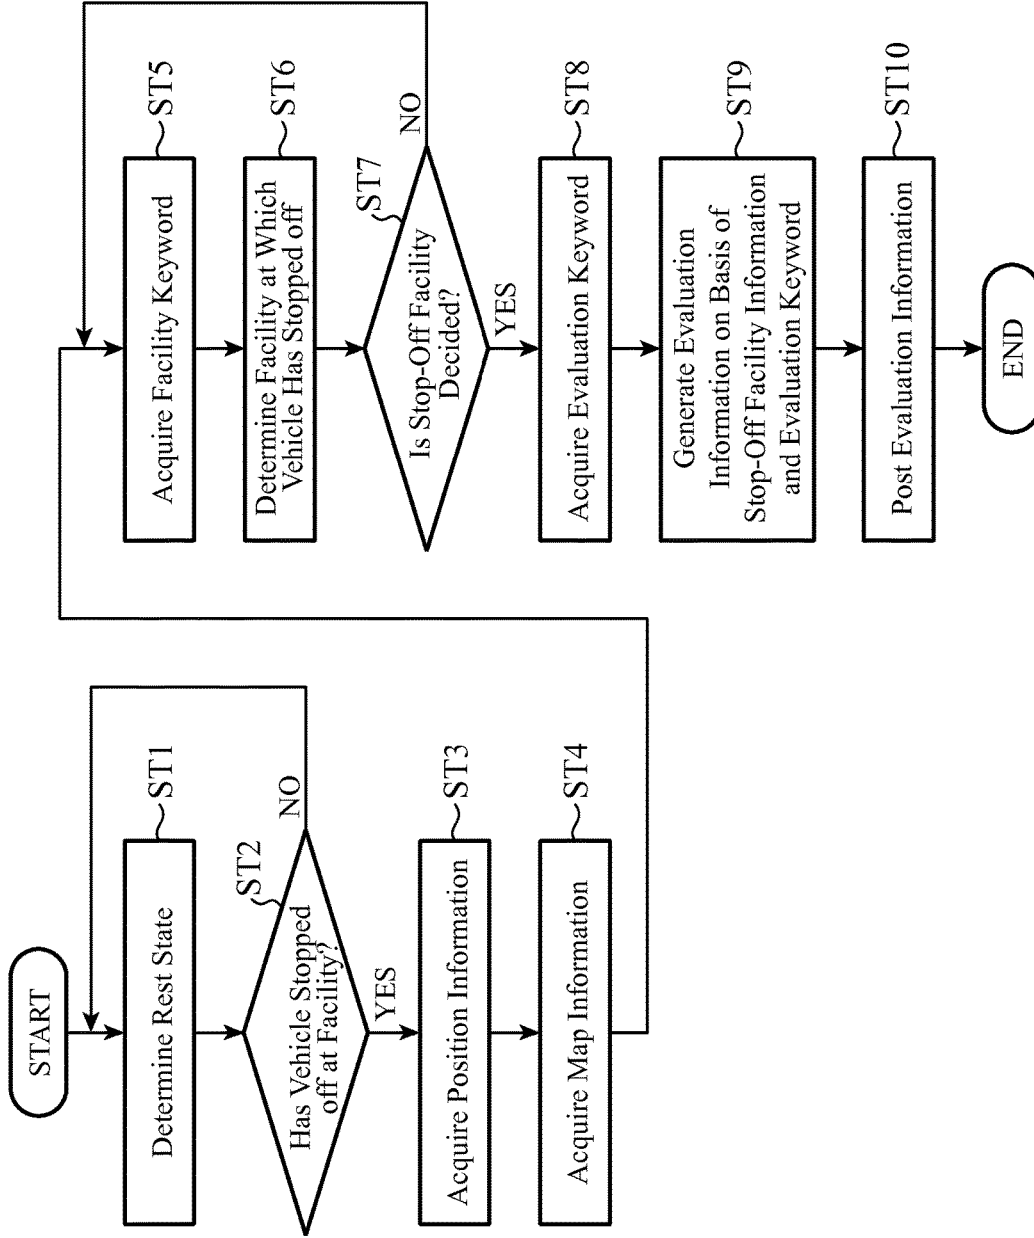 START
Determine Rest State
ST1
Has Vehicle Stopped
off at Facility?
ST2
NO
YES
Acquire Position Information
ST3
Acquire Map Information
ST4
Acquire Facility Keyword
ST5
Determine Facility at Which
Vehicle Has Stopped off
ST6
Is Stop-Off Facility
Decided?
ST7
NO
YES
Acquire Evaluation Keyword
ST8
Generate Evaluation
Information on Basis of
Stop-Off Facility Information
and Evaluation Keyword
ST9
Post Evaluation Information
ST10
END